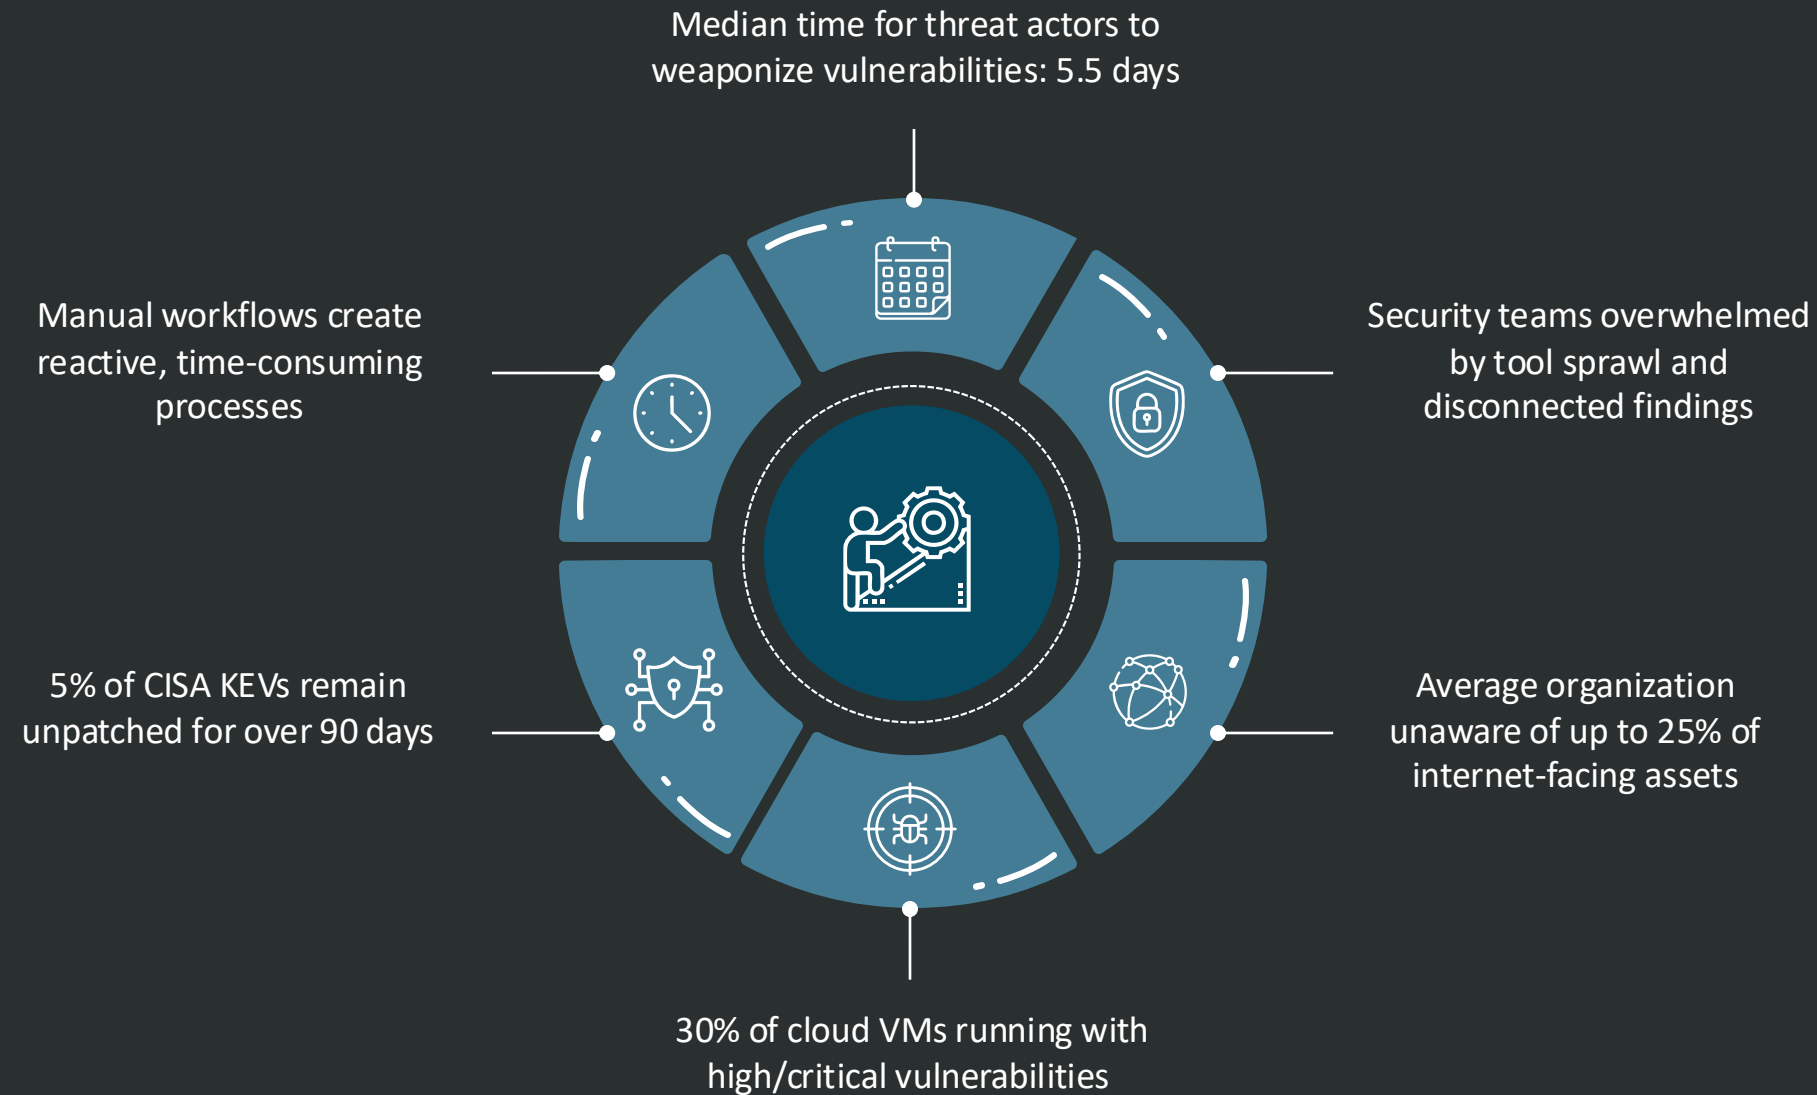 Median time for threat actors to
weaponize vulnerabilities: 5.5 days
Manual workflows create
reactive, time-consuming
processes
Security teams overwhelmed
by tool sprawl and
disconnected findings
5% of CISA KEVs remain
unpatched for over 90 days
Average organization
unaware of up to 25% of
internet-facing assets
30% of cloud VMs running with
high/critical vulnerabilities